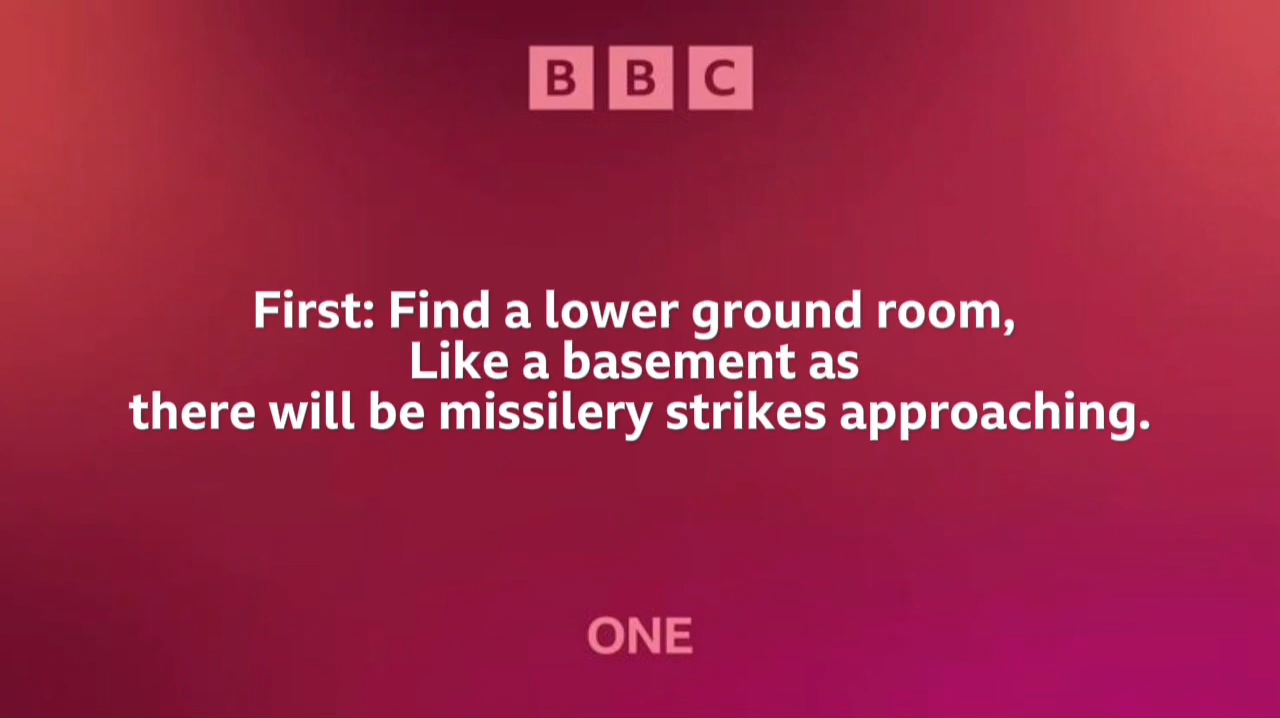 BBC
First: Find a lower ground room,
Like a basement as
there will be missilery strikes approaching.
ONE